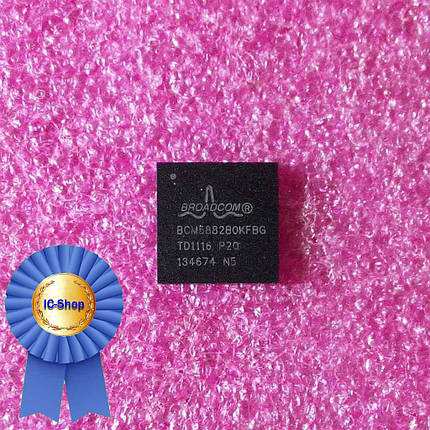 BROADCOM®
BCM5882B0KFBG
TD1116 P20
134674 N5
IC-Shop